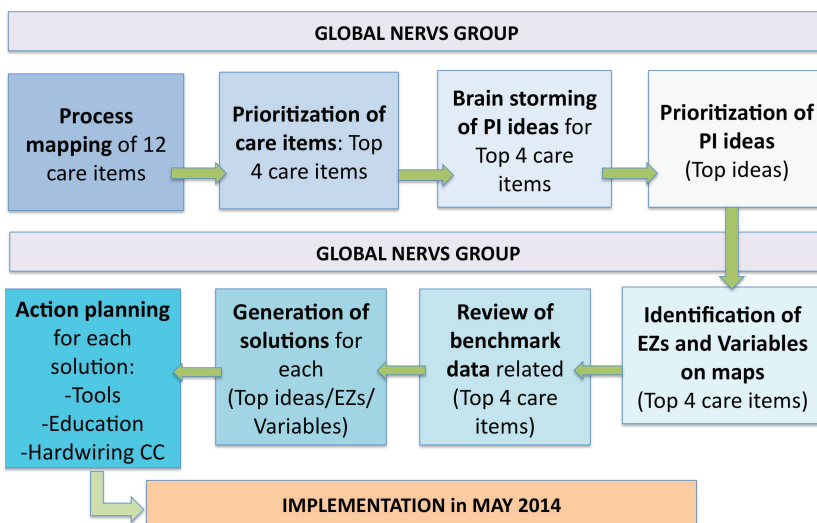 GLOBAL NERVS GROUP
Process
mapping of 12
care items
Prioritization of
care items: Top
4 care items
Brain storming
of PI ideas for
Top 4 care
items
Prioritization of
PI ideas
(Top ideas)
GLOBAL NERVS GROUP
Action planning
for each
solution:
-Tools
-Education
-Hardwiring CC
Generation of
solutions for
each
(Top ideas/EZs/
Variables)
Review of
benchmark
data related
(Top 4 care
items)
Identification of
EZs and Variables
on maps
(Top 4 care items)
IMPLEMENTATION in MAY 2014